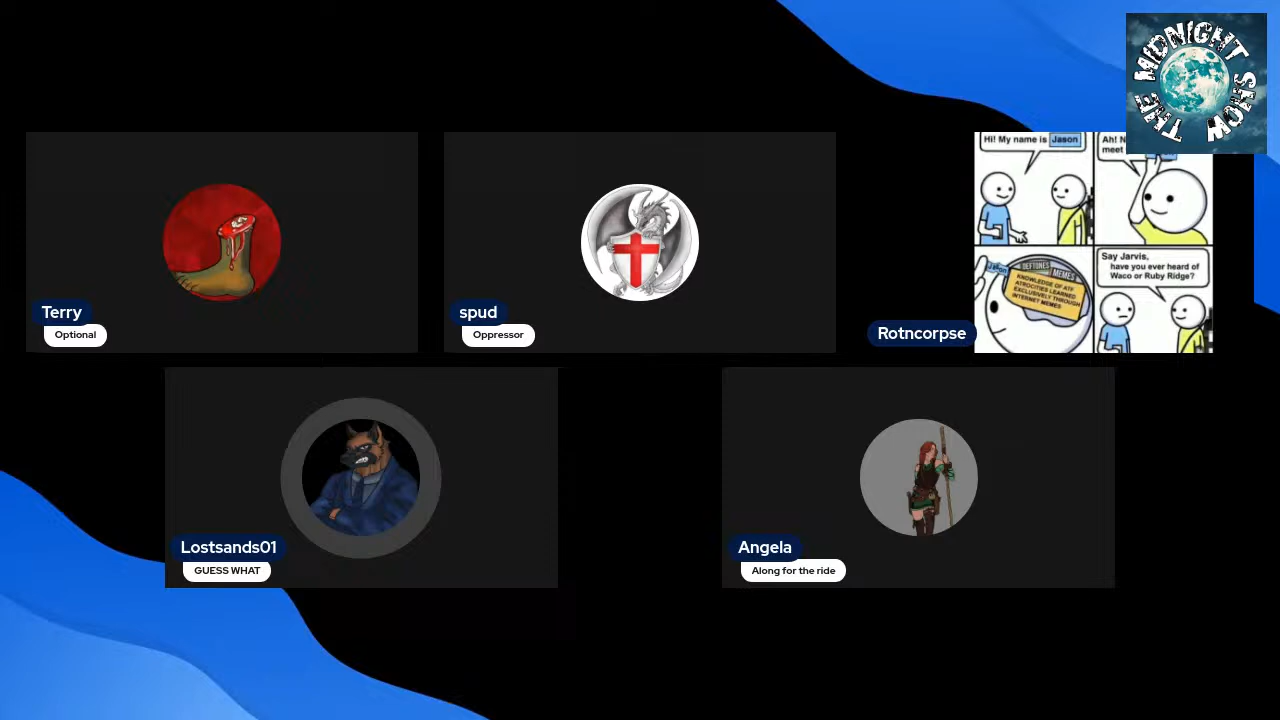 THE MIDNIGHT SHOW
Hi! My name is Jason
Ah! N
meet
Jason
DEFTONES MEMES
KNOWLEDGE OF ATF
ATROCITIES LEARNED
EXCLUSIVELY THROUGH
INTERNET MEMES
Say Jarvis,
have you ever heard of
Waco or Ruby Ridge?
Terry
Optional
spud
Oppressor
Rotncorpse
Lostsands01
GUESS WHAT
Angela
Along for the ride